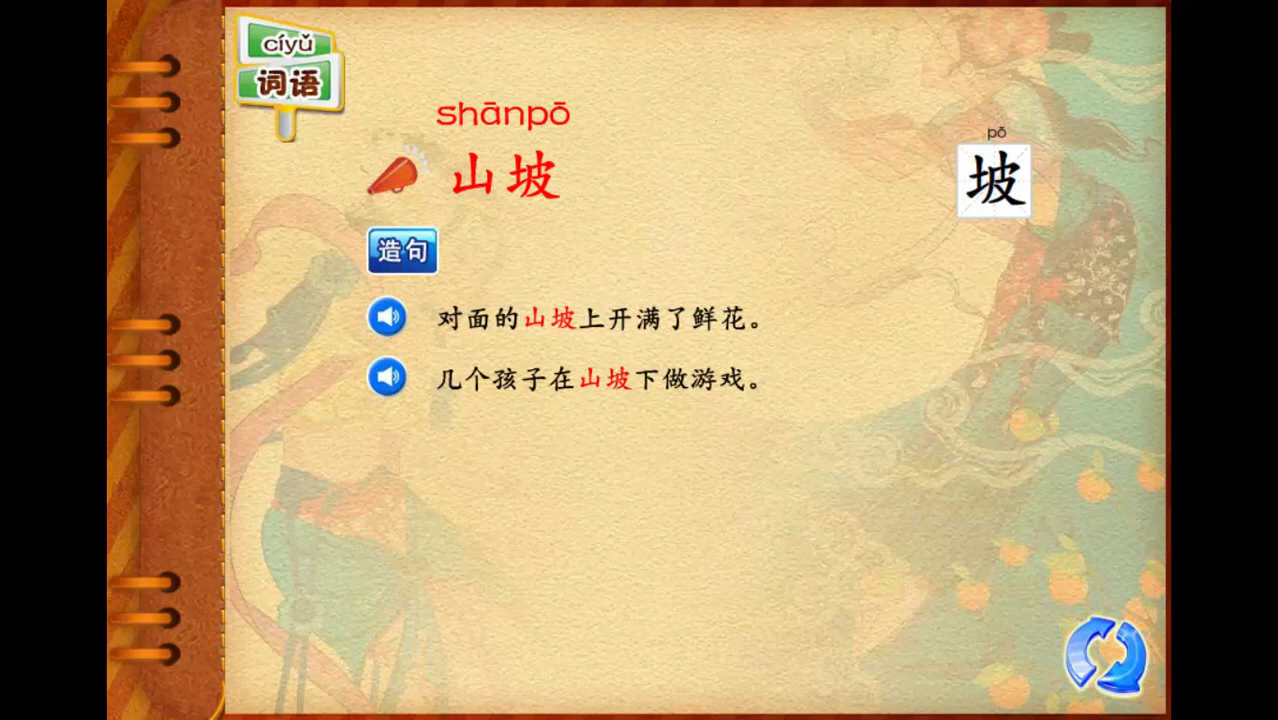 cíyǔ
词语
shānpō
山坡
pō
坡
造句
对面的山坡上开满了鲜花。
几个孩子在山坡下做游戏。